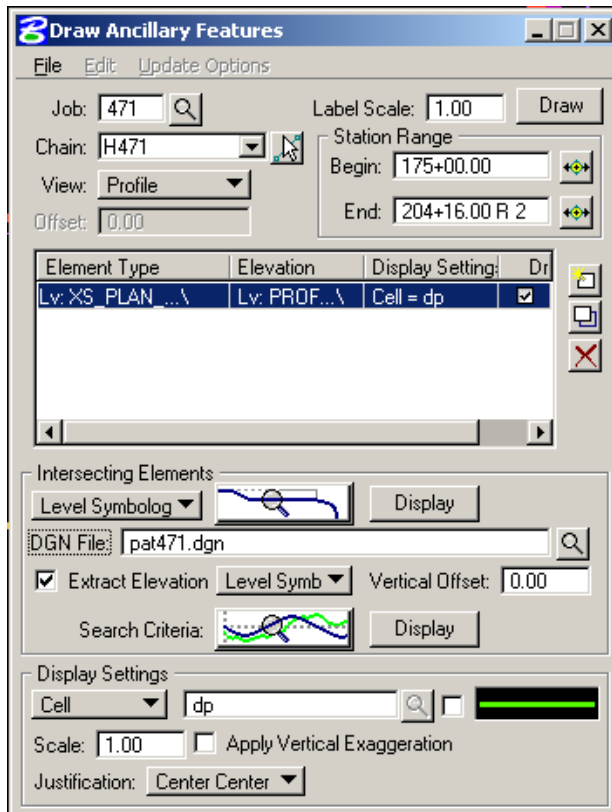 Draw Ancillary Features
File Edit Update Options
Job: 471 Label Scale: 1.00 Draw
Chain: H471 Station Range
Begin: 175+00.00
View: Profile
End: 204+16.00 R 2
Offset: 0.00
Element Type Elevation Display Setting: Dr
Lv: XS_PLAN_...\ Lv: PROF...\ Cell = dp
Intersecting Elements
Level Symbolog Display
DGN File: pat471.dgn
Extract Elevation Level Symb Vertical Offset: 0.00
Search Criteria: Display
Display Settings
Cell dp
Scale: 1.00 Apply Vertical Exaggeration
Justification: Center Center